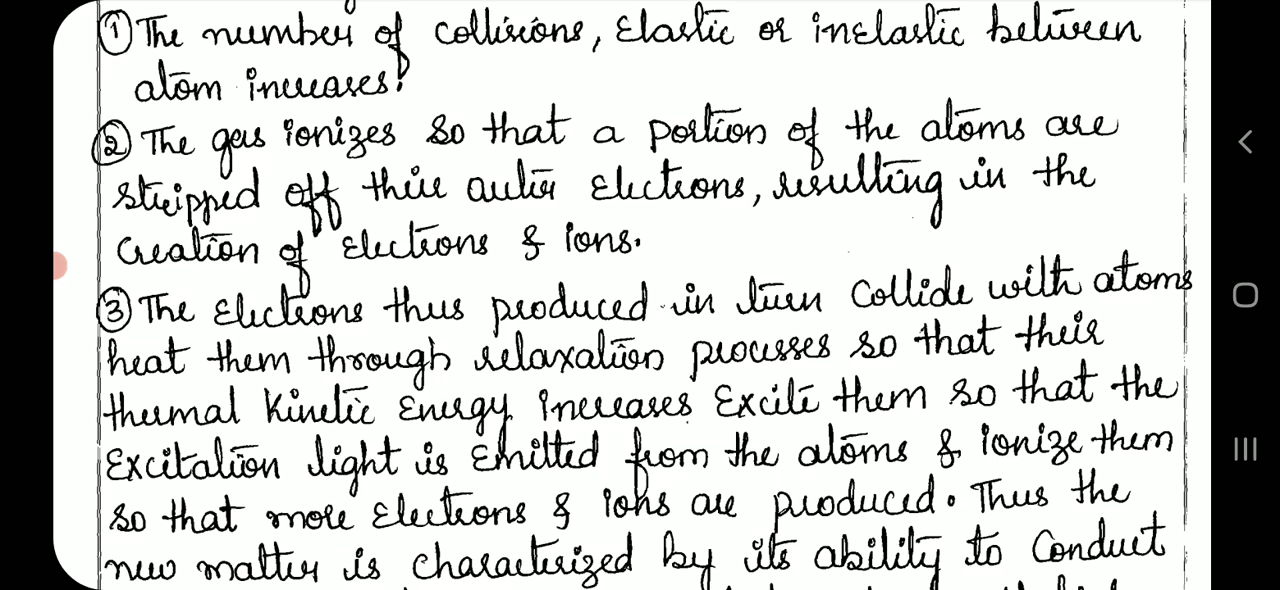 ① The number of collisions, Elastic or inElastic between
atom increases.
② The gas ionizes so that a portion of the atoms are
stripped off thire auter Electrons, resulting in the
Creation of Electrons & ions.
③ The Electrons thus produced in turn Collide with atoms
heat them through relaxation processes so that their
thermal Kinetic Energy increases Excite them so that the
Excitation light is Emitted from the atoms & ionize them
so that more Electrons & ions are produced. Thus the
new matter is characterized by its ability to Conduct